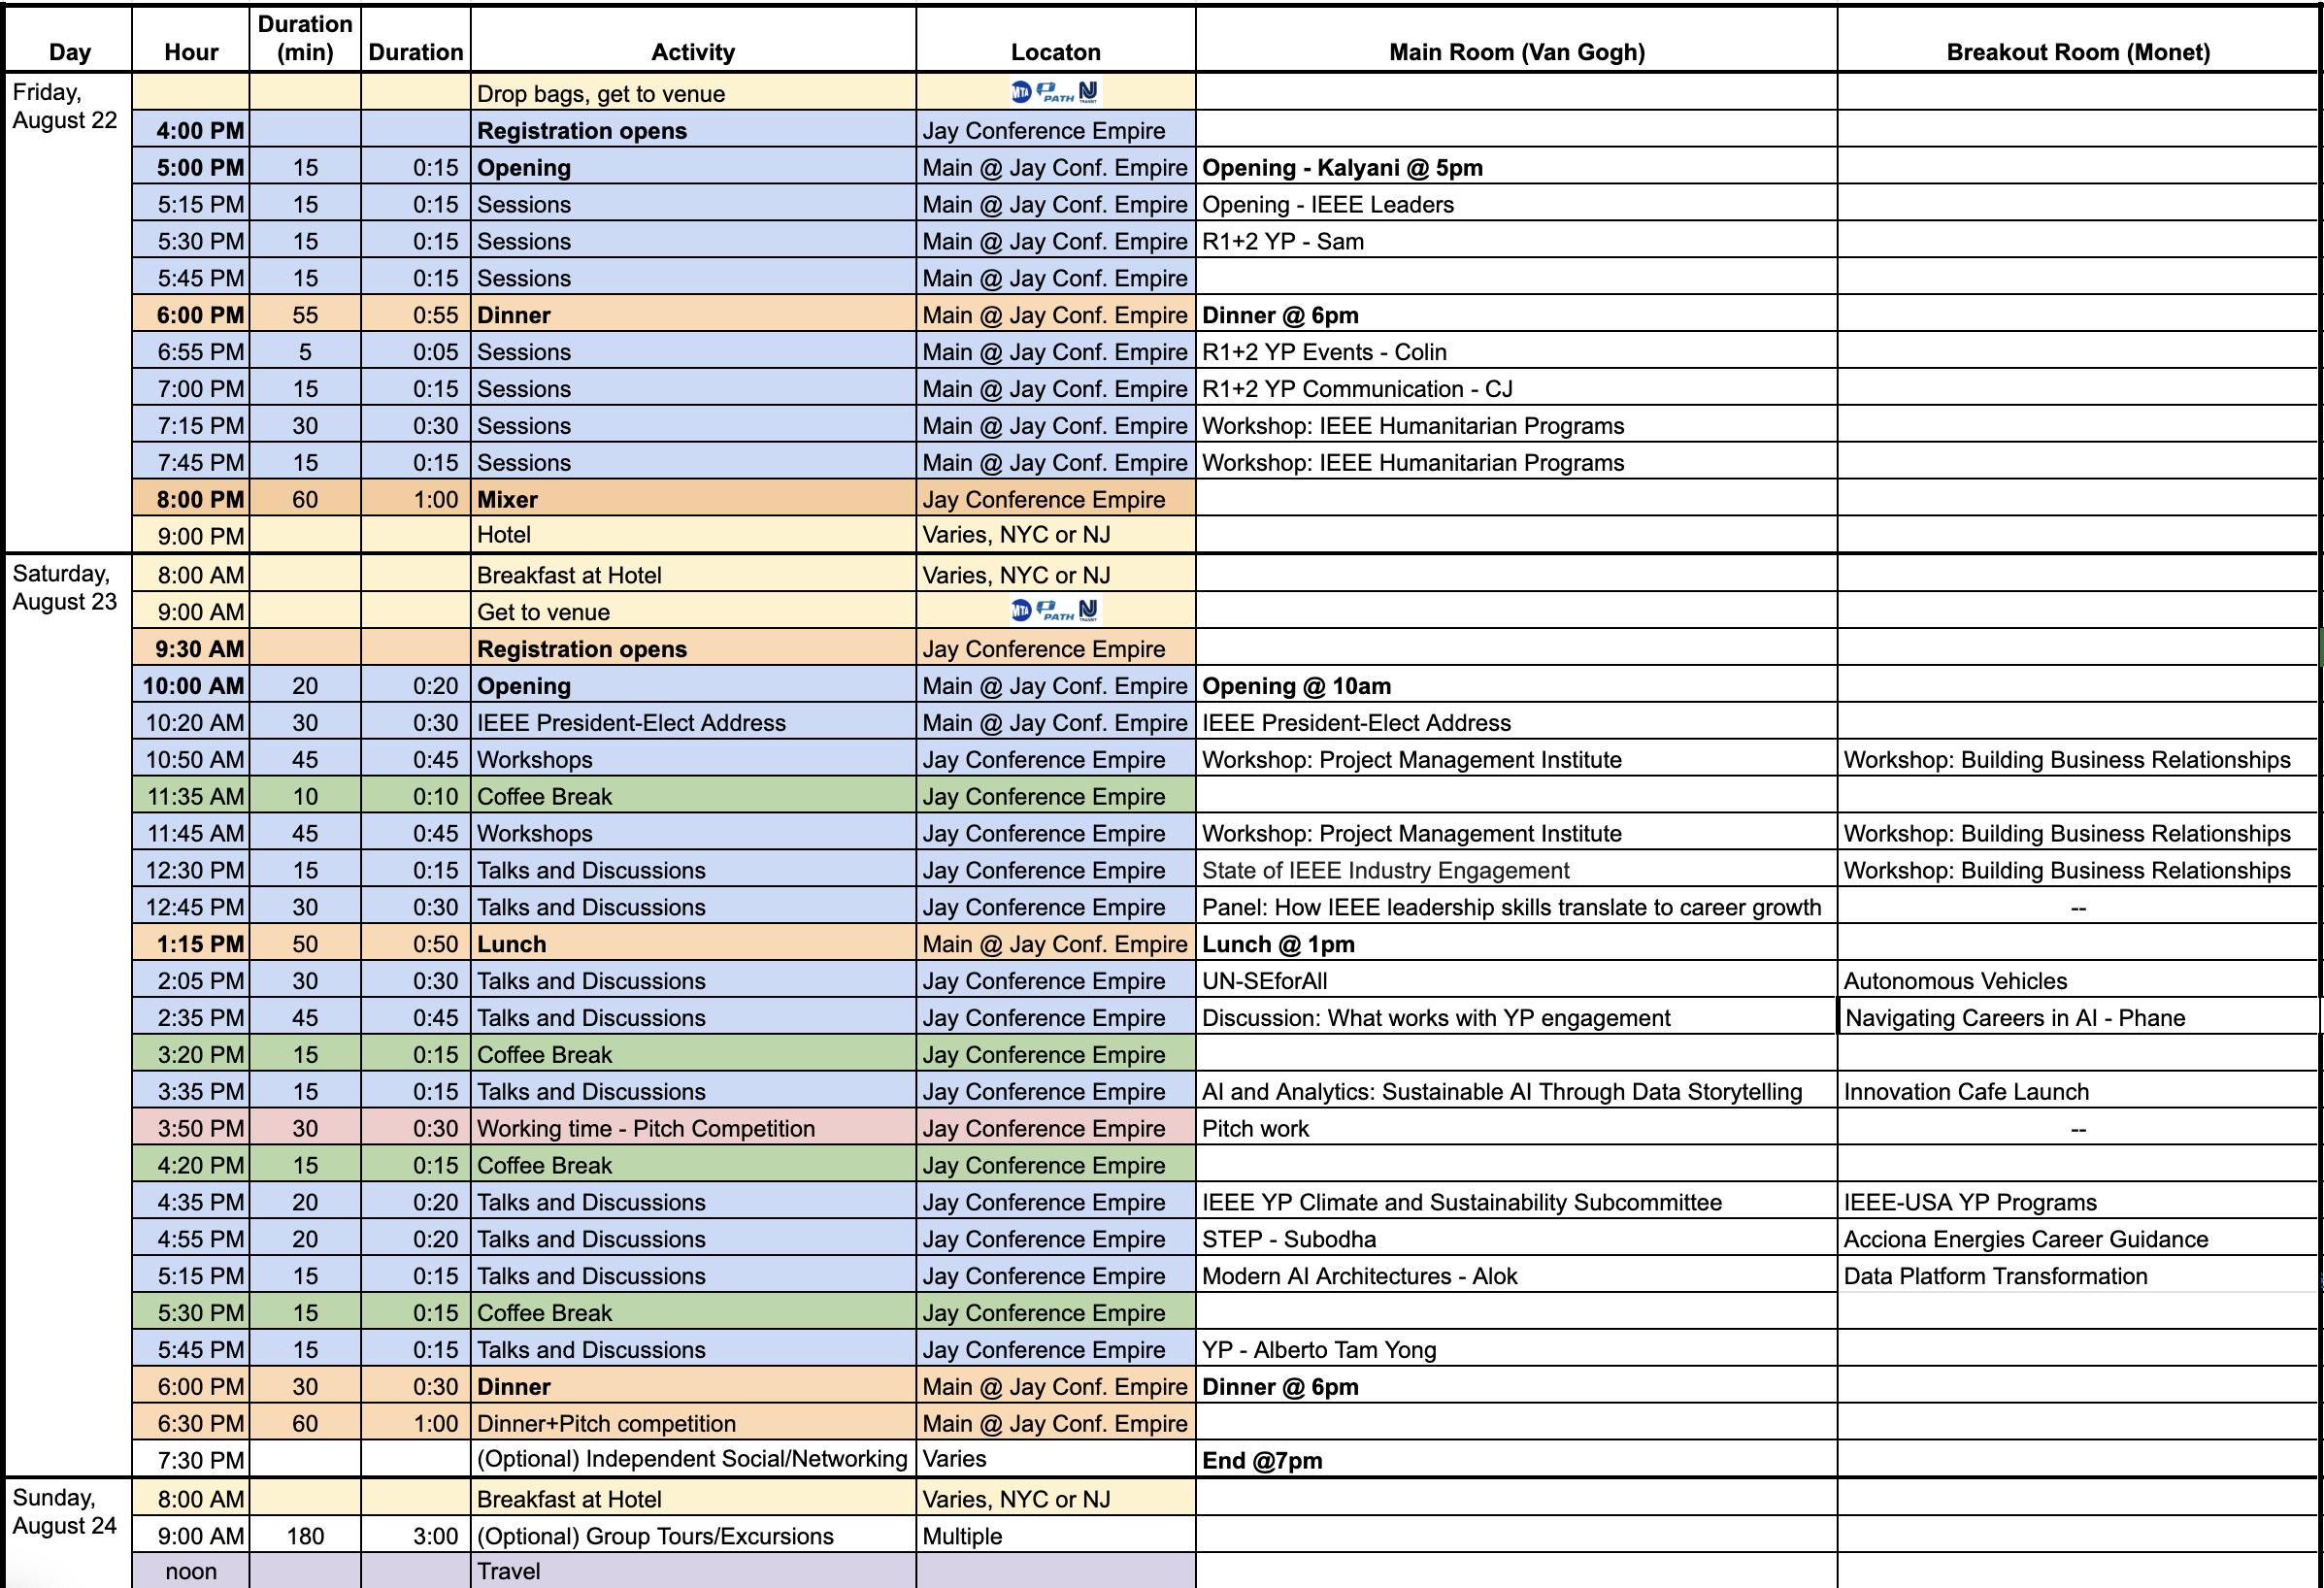 Day Hour Duration (min) Duration Activity Locaton Main Room (Van Gogh) Breakout Room (Monet)
Friday, August 22 Drop bags, get to venue MTA PATH NJ TRANSIT
4:00 PM Registration opens Jay Conference Empire
5:00 PM 15 0:15 Opening Main @ Jay Conf. Empire Opening - Kalyani @ 5pm
5:15 PM 15 0:15 Sessions Main @ Jay Conf. Empire Opening - IEEE Leaders
5:30 PM 15 0:15 Sessions Main @ Jay Conf. Empire R1+2 YP - Sam
5:45 PM 15 0:15 Sessions Main @ Jay Conf. Empire
6:00 PM 55 0:55 Dinner Main @ Jay Conf. Empire Dinner @ 6pm
6:55 PM 5 0:05 Sessions Main @ Jay Conf. Empire R1+2 YP Events - Colin
7:00 PM 15 0:15 Sessions Main @ Jay Conf. Empire R1+2 YP Communication - CJ
7:15 PM 30 0:30 Sessions Main @ Jay Conf. Empire Workshop: IEEE Humanitarian Programs
7:45 PM 15 0:15 Sessions Main @ Jay Conf. Empire Workshop: IEEE Humanitarian Programs
8:00 PM 60 1:00 Mixer Jay Conference Empire
9:00 PM Hotel Varies, NYC or NJ
Saturday, August 23 8:00 AM Breakfast at Hotel Varies, NYC or NJ
9:00 AM Get to venue MTA PATH NJ TRANSIT
9:30 AM Registration opens Jay Conference Empire
10:00 AM 20 0:20 Opening Main @ Jay Conf. Empire Opening @ 10am
10:20 AM 30 0:30 IEEE President-Elect Address Main @ Jay Conf. Empire IEEE President-Elect Address
10:50 AM 45 0:45 Workshops Jay Conference Empire Workshop: Project Management Institute Workshop: Building Business Relationships
11:35 AM 10 0:10 Coffee Break Jay Conference Empire
11:45 AM 45 0:45 Workshops Jay Conference Empire Workshop: Project Management Institute Workshop: Building Business Relationships
12:30 PM 15 0:15 Talks and Discussions Jay Conference Empire State of IEEE Industry Engagement Workshop: Building Business Relationships
12:45 PM 30 0:30 Talks and Discussions Jay Conference Empire Panel: How IEEE leadership skills translate to career growth --
1:15 PM 50 0:50 Lunch Main @ Jay Conf. Empire Lunch @ 1pm
2:05 PM 30 0:30 Talks and Discussions Jay Conference Empire UN-SEforAll Autonomous Vehicles
2:35 PM 45 0:45 Talks and Discussions Jay Conference Empire Discussion: What works with YP engagement Navigating Careers in AI - Phane
3:20 PM 15 0:15 Coffee Break Jay Conference Empire
3:35 PM 15 0:15 Talks and Discussions Jay Conference Empire AI and Analytics: Sustainable AI Through Data Storytelling Innovation Cafe Launch
3:50 PM 30 0:30 Working time - Pitch Competition Jay Conference Empire Pitch work --
4:20 PM 15 0:15 Coffee Break Jay Conference Empire
4:35 PM 20 0:20 Talks and Discussions Jay Conference Empire IEEE YP Climate and Sustainability Subcommittee IEEE-USA YP Programs
4:55 PM 20 0:20 Talks and Discussions Jay Conference Empire STEP - Subodha Acciona Energies Career Guidance
5:15 PM 15 0:15 Talks and Discussions Jay Conference Empire Modern AI Architectures - Alok Data Platform Transformation
5:30 PM 15 0:15 Coffee Break Jay Conference Empire
5:45 PM 15 0:15 Talks and Discussions Jay Conference Empire YP - Alberto Tam Yong
6:00 PM 30 0:30 Dinner Main @ Jay Conf. Empire Dinner @ 6pm
6:30 PM 60 1:00 Dinner+Pitch competition Main @ Jay Conf. Empire
7:30 PM (Optional) Independent Social/Networking Varies End @7pm
Sunday, August 24 8:00 AM Breakfast at Hotel Varies, NYC or NJ
9:00 AM 180 3:00 (Optional) Group Tours/Excursions Multiple
noon Travel